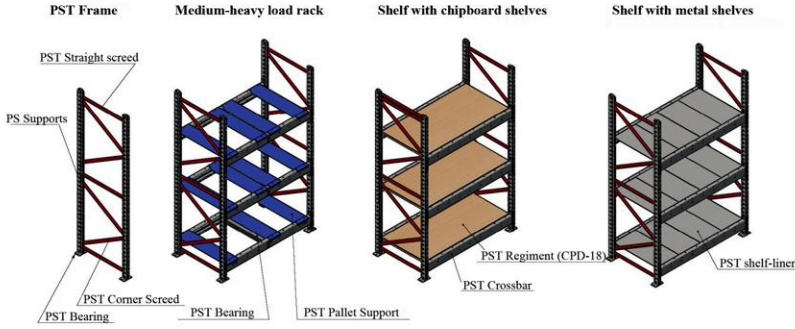 PST Frame
Medium-heavy load rack
Shelf with chipboard shelves
Shelf with metal shelves
PST Straight screed
PS Supports
PST Corner Screed
PST Bearing
PST Bearing
PST Pallet Support
PST Regiment (CPD-18)
PST Crossbar
PST shelf-liner